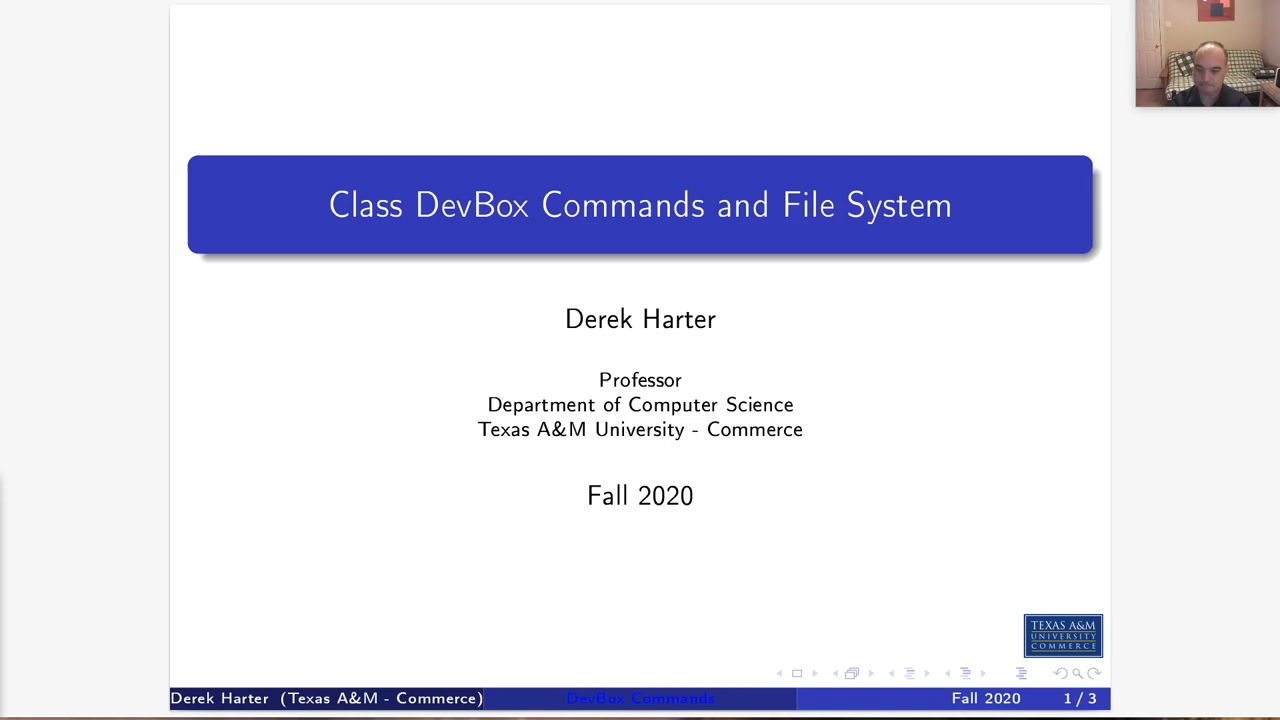 Class DevBox Commands and File System
Derek Harter
Professor
Department of Computer Science
Texas A&M University - Commerce
Fall 2020
TEXAS A&M
UNIVERSITY
COMMERCE
Derek Harter (Texas A&M - Commerce) DevBox Commands Fall 2020 1 / 3